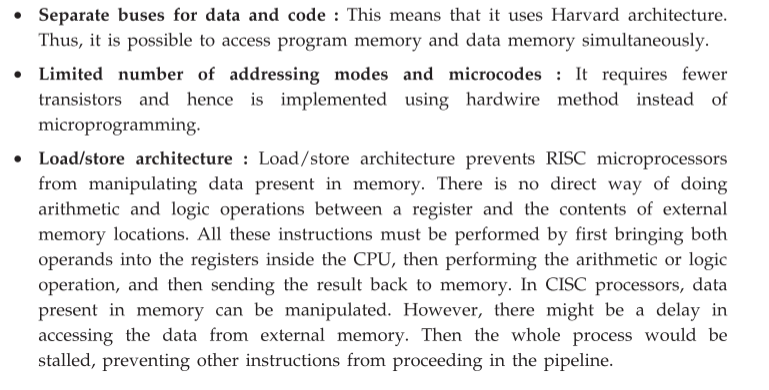 • Separate buses for data and code : This means that it uses Harvard architecture.
Thus, it is possible to access program memory and data memory simultaneously.
• Limited number of addressing modes and microcodes : It requires fewer
transistors and hence is implemented using hardwire method instead of
microprogramming.
• Load/store architecture : Load/store architecture prevents RISC microprocessors
from manipulating data present in memory. There is no direct way of doing
arithmetic and logic operations between a register and the contents of external
memory locations. All these instructions must be performed by first bringing both
operands into the registers inside the CPU, then performing the arithmetic or logic
operation, and then sending the result back to memory. In CISC processors, data
present in memory can be manipulated. However, there might be a delay in
accessing the data from external memory. Then the whole process would be
stalled, preventing other instructions from proceeding in the pipeline.